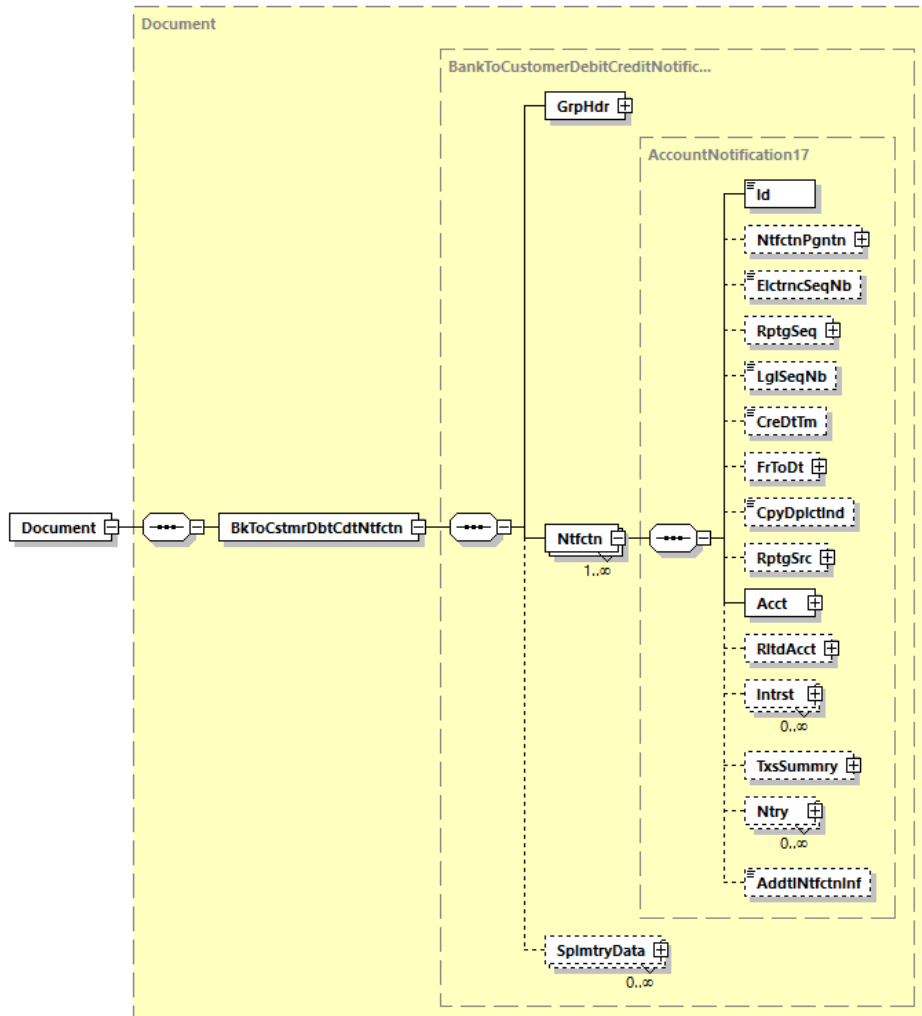 Document
BankToCustomerDebitCreditNotific...
GrpHdr
AccountNotification17
Id
NtfctnPgntn
ElctrncSeqNb
RptgSeq
LglSeqNb
CreDtTm
FrToDt
Document
BkToCstmrDbtCdtNtfctn
Ntfctn
1..∞
CpyDplctInd
RptgSrc
Acct
RltdAcct
Intrst
0..∞
TxsSummry
Ntry
0..∞
AddtlNtfctnInf
SplmtryData
0..∞